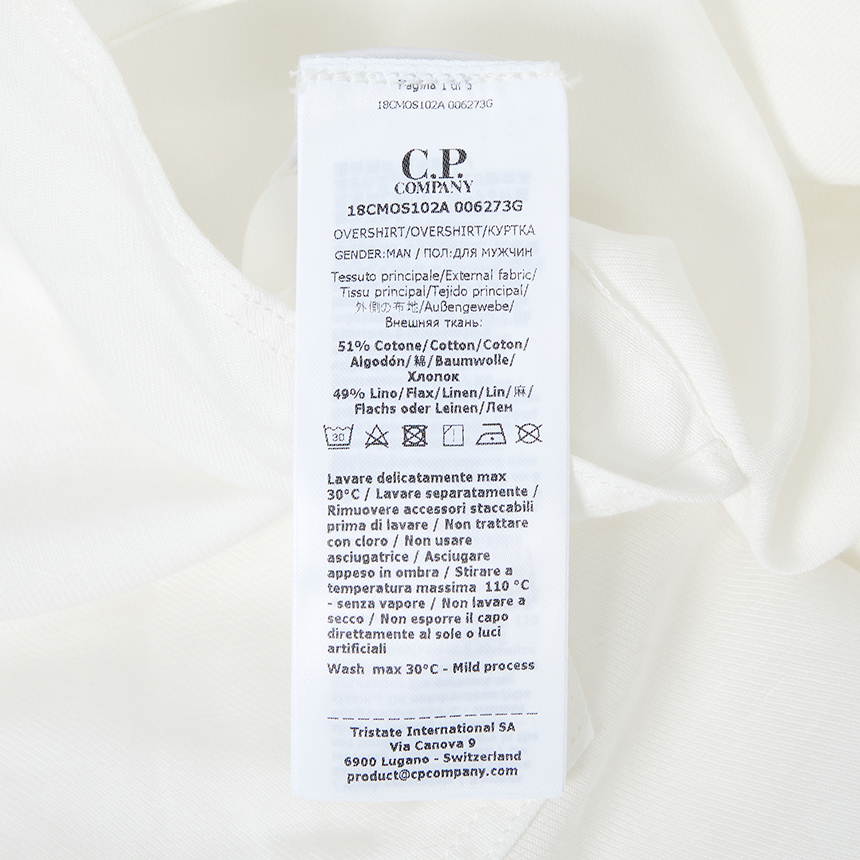 Pagina 1 di 5
18CMOS102A 006273G
C.P.
COMPANY
18CMOS102A 006273G
OVERSHIRT/OVERSHIRT/КУРТКА
GENDER:MAN / ПОЛ:ДЛЯ МУЖЧИН
Tessuto principale/External fabric/
Tissu principal/Tejido principal/
外側の布地/Außengewebe/
Внешняя ткань:
51% Cotone/Cotton/Coton/
Algodón/綿/Baumwolle/
Хлопок
49% Lino/Flax/Linen/Lin/麻/
Flachs oder Leinen/Лен
30
Lavare delicatamente max
30°C / Lavare separatamente /
Rimuovere accessori staccabili
prima di lavare / Non trattare
con cloro / Non usare
asciugatrice / Asciugare
appeso in ombra / Stirare a
temperatura massima 110 °C
- senza vapore / Non lavare a
secco / Non esporre il capo
direttamente al sole o luci
artificiali
Wash max 30°C - Mild process
Tristate International SA
Via Canova 9
6900 Lugano - Switzerland
product@cpcompany.com